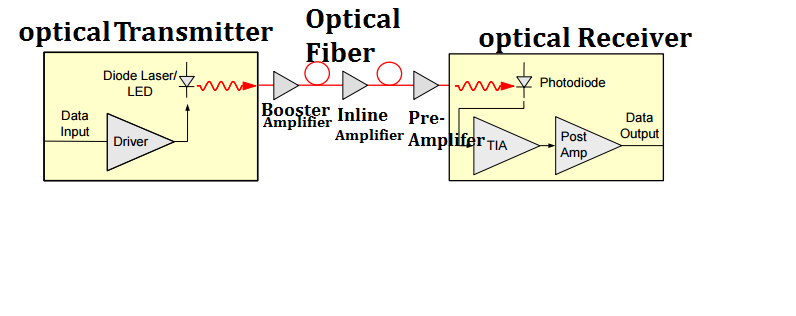 optical Transmitter
Optical
Fiber
optical Receiver
Diode Laser/
LED
Data
Input
Driver
Booster
Amplifier
Inline
Amplifier
Pre-
Amplifer
Photodiode
TIA
Post
Amp
Data
Output